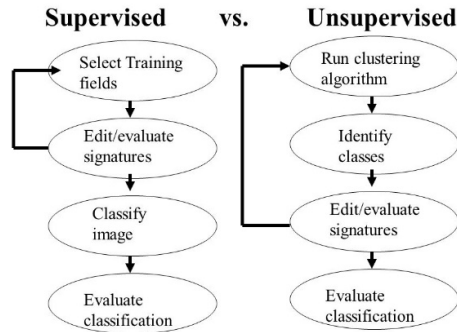 Supervised vs. Unsupervised
Select Training
fields
Edit/evaluate
signatures
Classify
image
Evaluate
classification
Run clustering
algorithm
Identify
classes
Edit/evaluate
signatures
Evaluate
classification